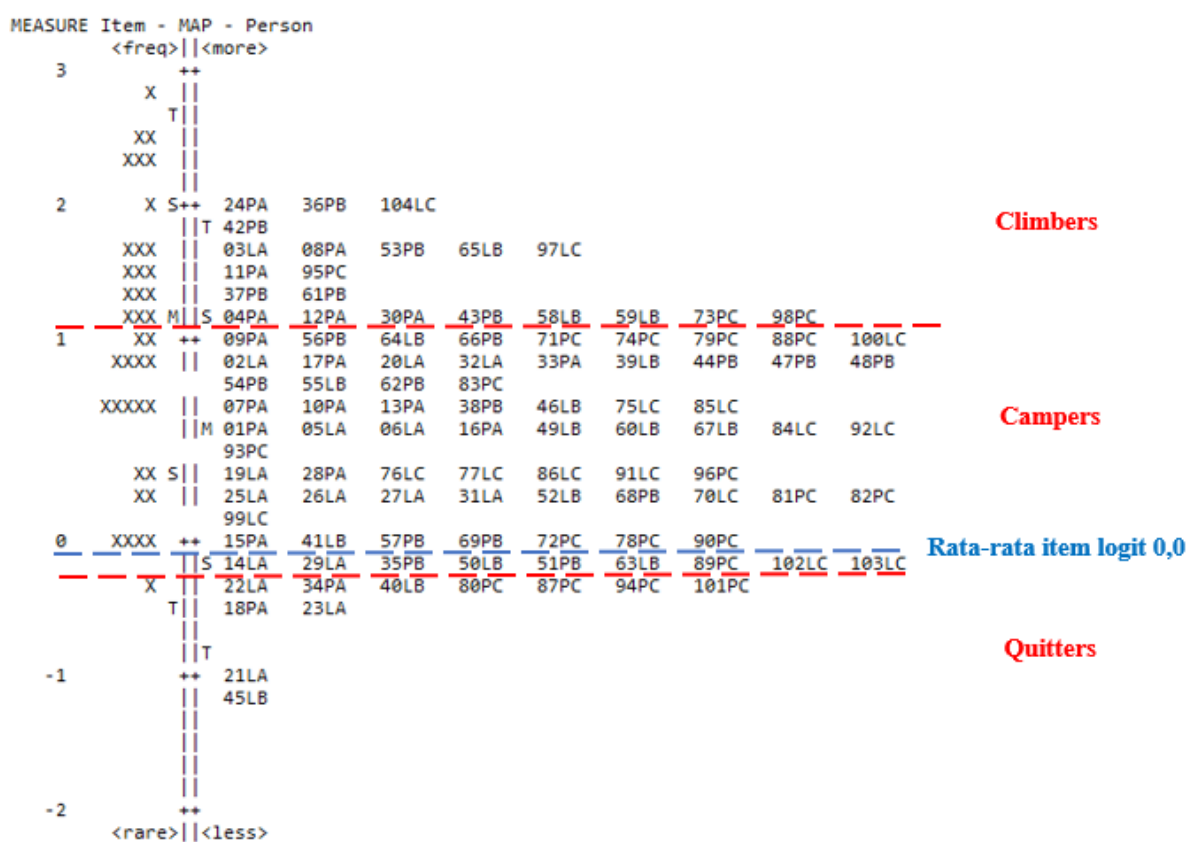 MEASURE Item - MAP - Person
<freq>||<more>
3 ++
X ||
T||
XX ||
XXX ||
||
2 X S++ 24PA 36PB 104LC
||T 42PB
Climbers
XXX || 03LA 08PA 53PB 65LB 97LC
XXX || 11PA 95PC
XXX || 37PB 61PB
XXX M||S 04PA 12PA 30PA 43PB 58LB 59LB 73PC 98PC
1 XX ++ 09PA 56PB 64LB 66PB 71PC 74PC 79PC 88PC 100LC
XXXX || 02LA 17PA 20LA 32LA 33PA 39LB 44PB 47PB 48PB
54PB 55LB 62PB 83PC
XXXXX || 07PA 10PA 13PA 38PB 46LB 75LC 85LC
Campers
||M 01PA 05LA 06LA 16PA 49LB 60LB 67LB 84LC 92LC
93PC
XX S|| 19LA 28PA 76LC 77LC 86LC 91LC 96PC
XX || 25LA 26LA 27LA 31LA 52LB 68PB 70LC 81PC 82PC
99LC
0 XXXX ++ 15PA 41LB 57PB 69PB 72PC 78PC 90PC
Rata-rata item logit 0,0
||S 14LA 29LA 35PB 50LB 51PB 63LB 89PC 102LC 103LC
X || 22LA 34PA 40LB 80PC 87PC 94PC 101PC
T|| 18PA 23LA
||
||T
Quitters
-1 ++ 21LA
|| 45LB
||
||
||
||
-2 ++
<rare>||<less>